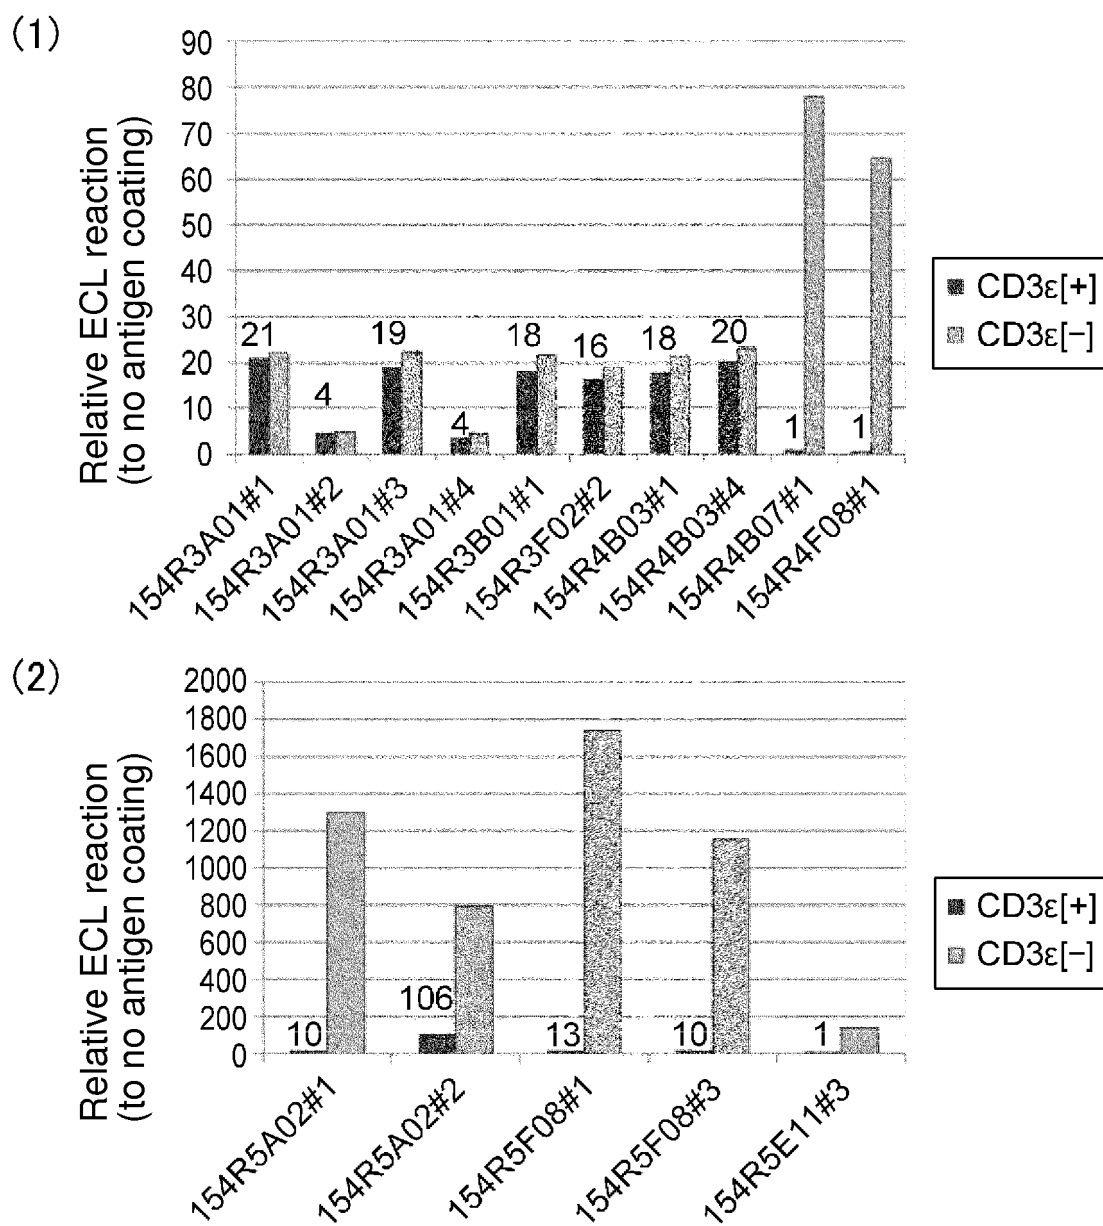 (1)
Relative ECL reaction
(to no antigen coating)
90
80
70
60
50
40
30
20
10
0
21
4
19
4
18
16
18
20
1
1
154R3A01#1
154R3A01#2
154R3A01#3
154R3A01#4
154R3B01#1
154R3F02#2
154R4B03#1
154R4B03#4
154R4B07#1
154R4F08#1
CD3ε[+]
CD3ε[−]
(2)
Relative ECL reaction
(to no antigen coating)
2000
1800
1600
1400
1200
1000
800
600
400
200
0
10
106
13
10
1
154R5A02#1
154R5A02#2
154R5F08#1
154R5F08#3
154R5E11#3
CD3ε[+]
CD3ε[−]